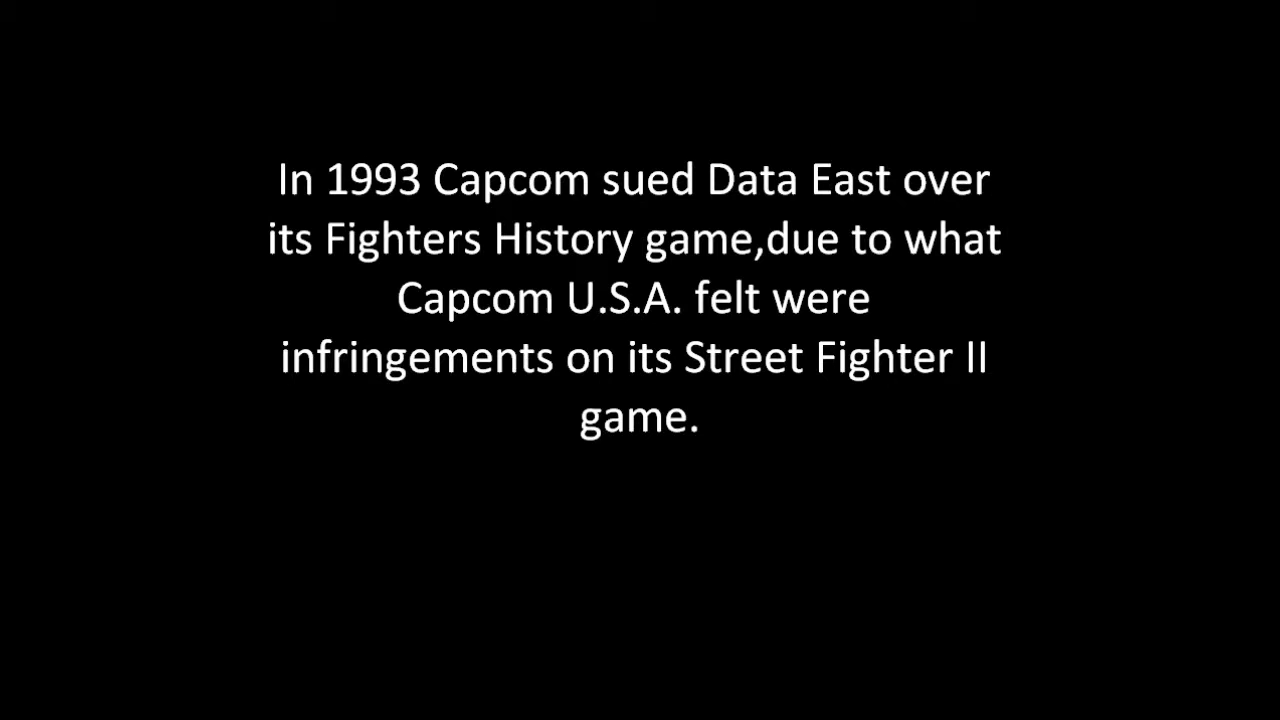 In 1993 Capcom sued Data East over
its Fighters History game,due to what
Capcom U.S.A. felt were
infringements on its Street Fighter II
game.